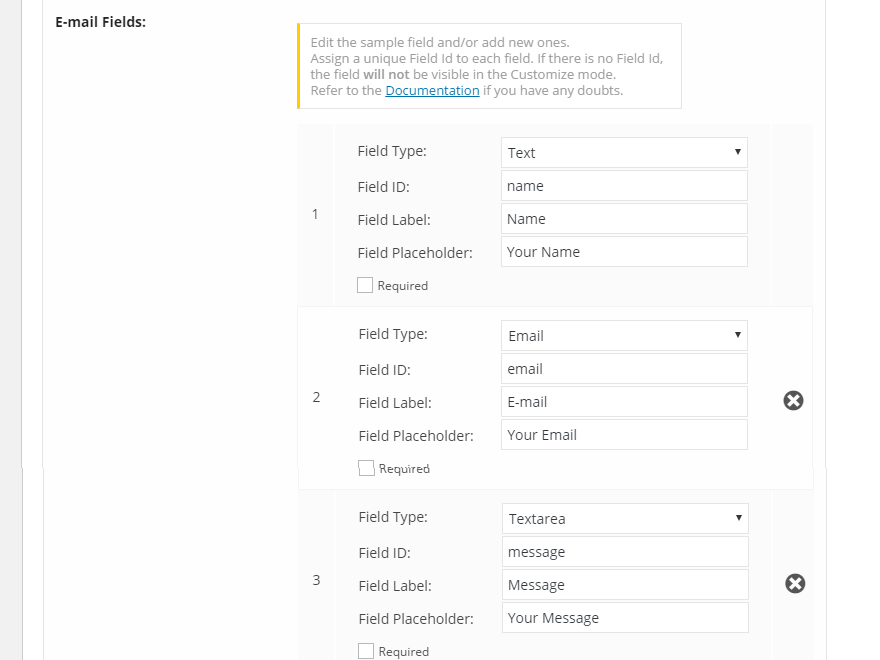 E-mail Fields:
Edit the sample field and/or add new ones.
Assign a unique Field Id to each field. If there is no Field Id,
the field will not be visible in the Customize mode.
Refer to the Documentation if you have any doubts.
1
Field Type: Text
Field ID: name
Field Label: Name
Field Placeholder: Your Name
Required
2
Field Type: Email
Field ID: email
Field Label: E-mail
Field Placeholder: Your Email
Required
3
Field Type: Textarea
Field ID: message
Field Label: Message
Field Placeholder: Your Message
Required